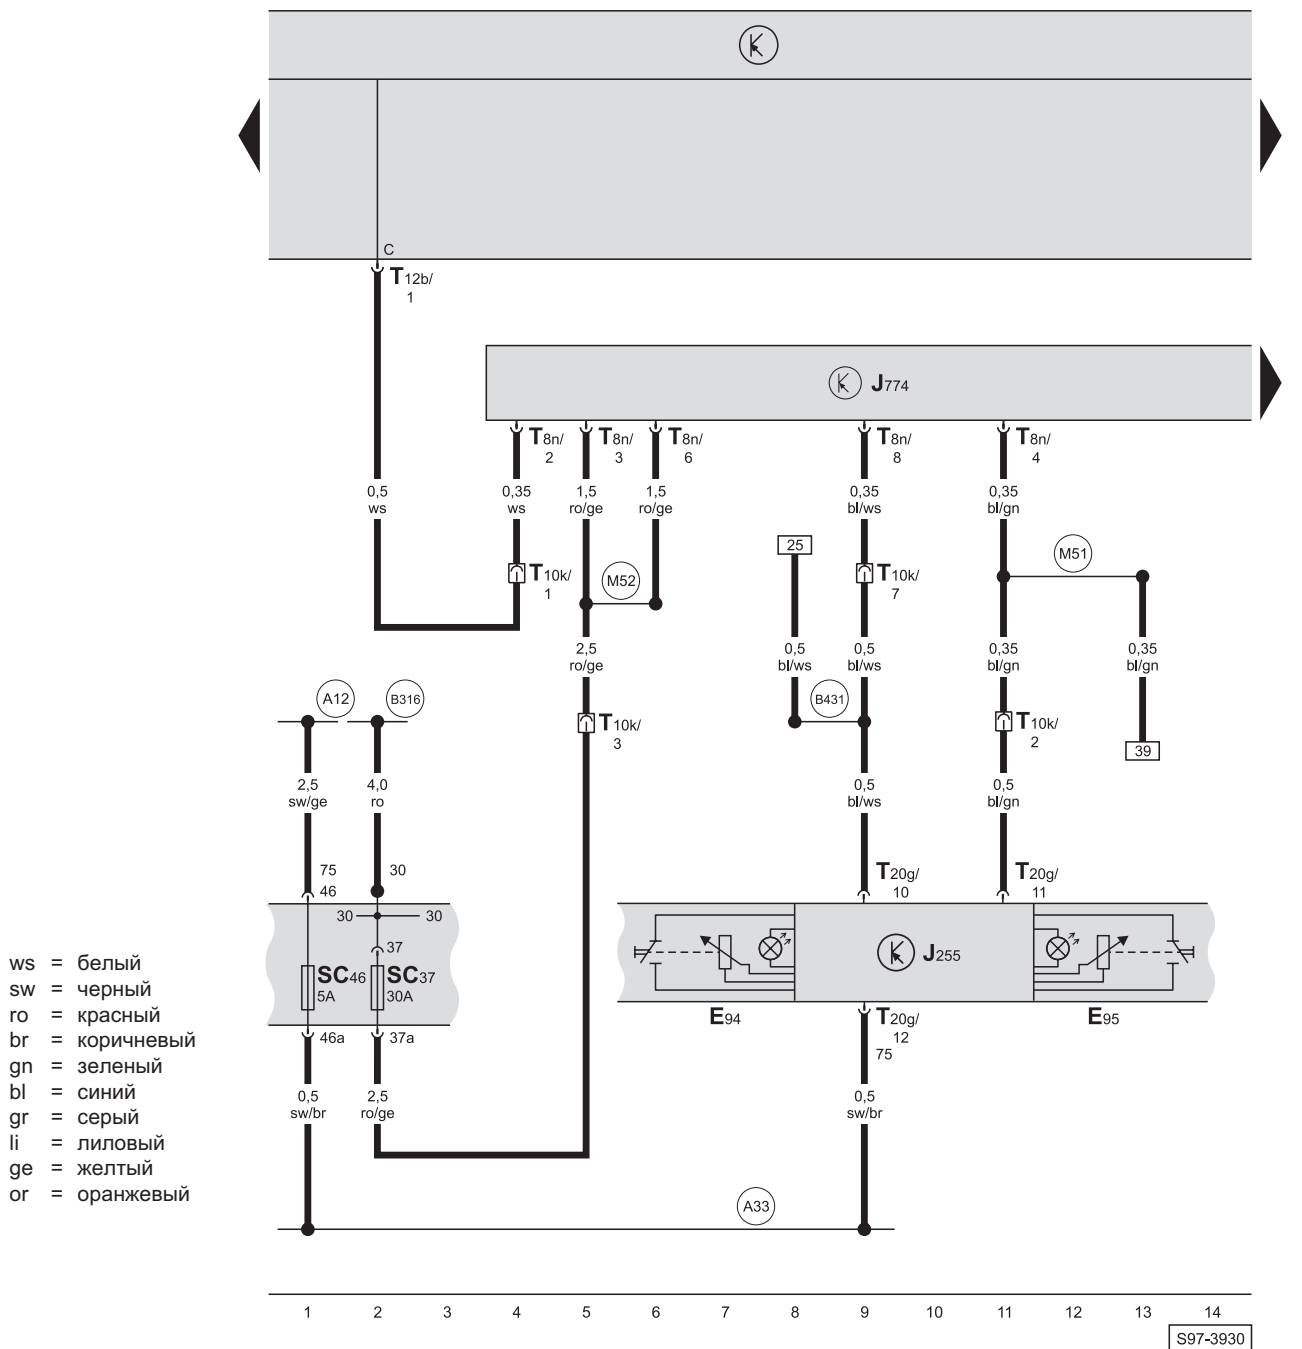 C
T12b/
1
J774
T8n/
2
T8n/
3
T8n/
6
T8n/
8
T8n/
4
0,5
ws
0,35
ws
1,5
ro/ge
1,5
ro/ge
0,35
bl/ws
0,35
bl/gn
25
M51
T10k/
1
M52
T10k/
7
2,5
ro/ge
0,5
bl/ws
0,5
bl/ws
0,35
bl/gn
0,35
bl/gn
A12
B316
B431
T10k/
3
T10k/
2
39
2,5
sw/ge
4,0
ro
0,5
bl/ws
0,5
bl/gn
75
46
30
T20g/
10
T20g/
11
30
30
37
SC46
5A
SC37
30A
J255
E94
E95
46a
37a
T20g/
12
75
0,5
sw/br
2,5
ro/ge
0,5
sw/br
A33
ws = белый
sw = черный
ro = красный
br = коричневый
gn = зеленый
bl = синий
gr = серый
li = лиловый
ge = желтый
or = оранжевый
1 2 3 4 5 6 7 8 9 10 11 12 13 14
S97-3930